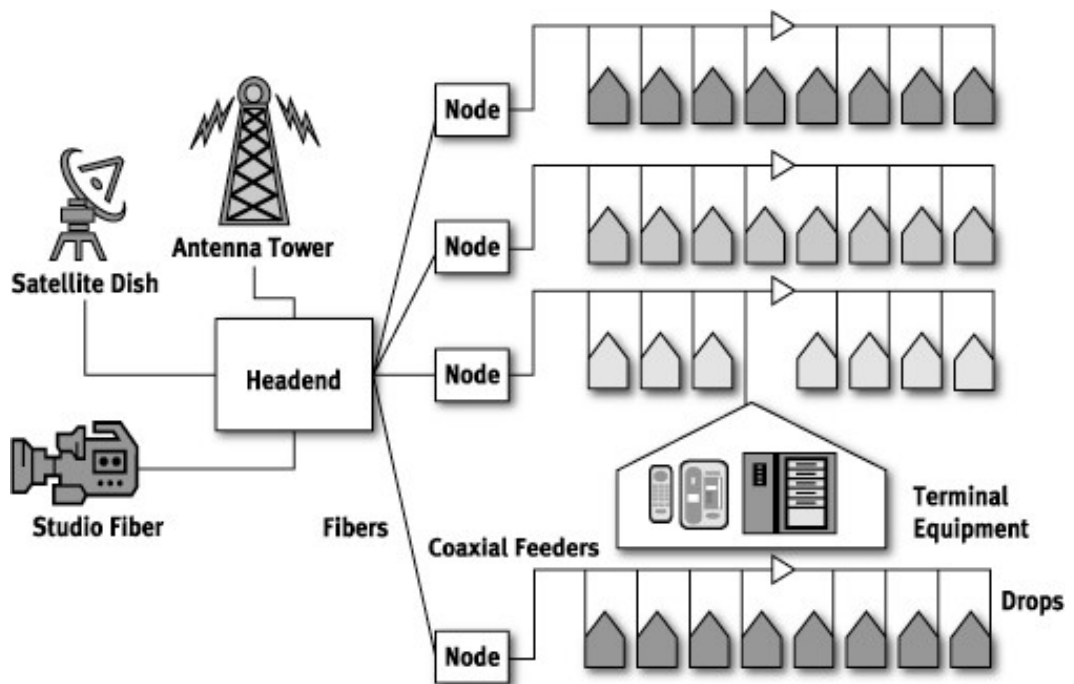 Node
Antenna Tower
Satellite Dish
Node
Headend
Node
Studio Fiber
Fibers
Coaxial Feeders
Terminal
Equipment
Drops
Node